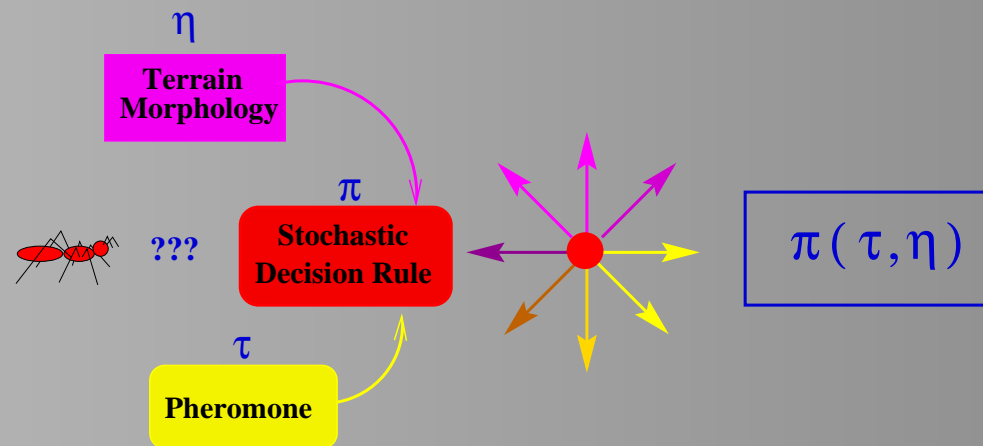 η
Terrain
Morphology
π
???
Stochastic
Decision Rule
π ( τ , η )
τ
Pheromone